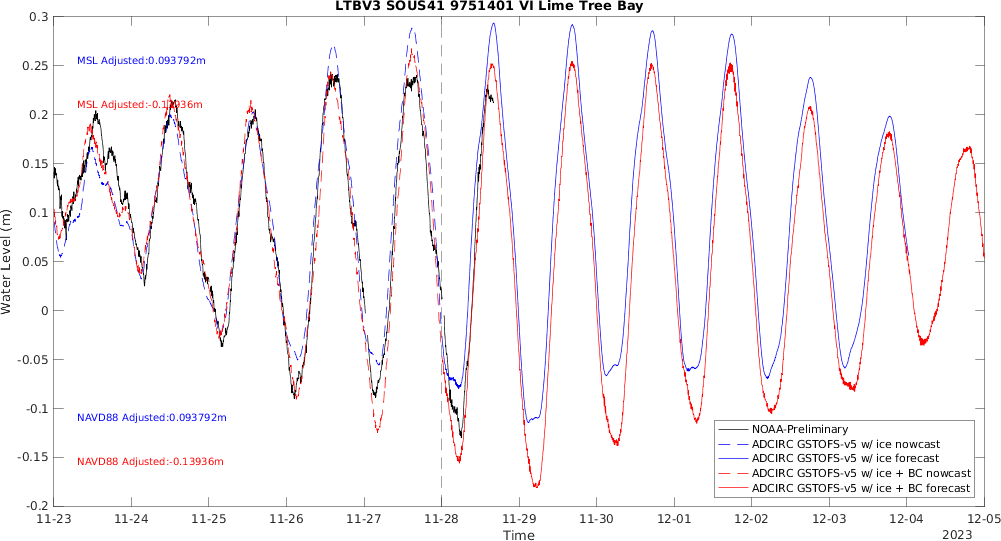 LTBV3 SOUS41 9751401 VI Lime Tree Bay
0.3
0.25
0.2
0.15
0.1
0.05
0
-0.05
-0.1
-0.15
-0.2
Water Level (m)
MSL Adjusted:0.093792m
MSL Adjusted:-0.13936m
NAVD88 Adjusted:0.093792m
NAVD88 Adjusted:-0.13936m
NOAA-Preliminary
ADCIRC GSTOFS-v5 w/ ice nowcast
ADCIRC GSTOFS-v5 w/ ice forecast
ADCIRC GSTOFS-v5 w/ ice + BC nowcast
ADCIRC GSTOFS-v5 w/ ice + BC forecast
11-23 11-24 11-25 11-26 11-27 11-28 11-29 11-30 12-01 12-02 12-03 12-04 12-05
Time
2023